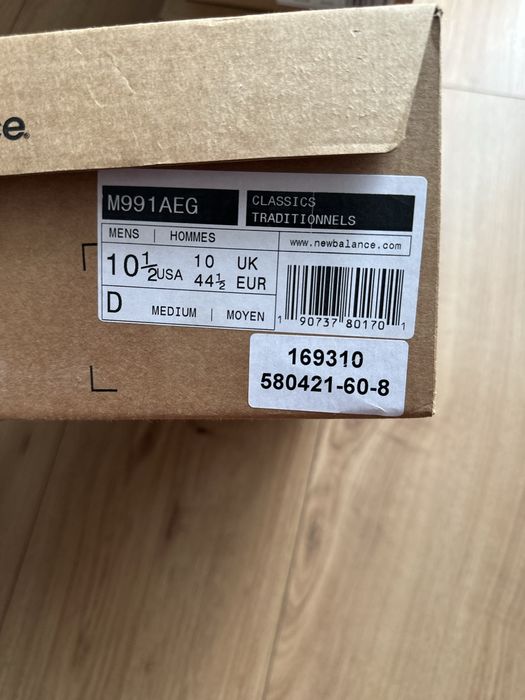 ce®
M991AEG
CLASSICS
TRADITIONNELS
MENS | HOMMES
www.newbalance.com
10½ USA 10 UK
44½ EUR
D MEDIUM | MOYEN
1 90737 80170 1
169310
580421-60-8